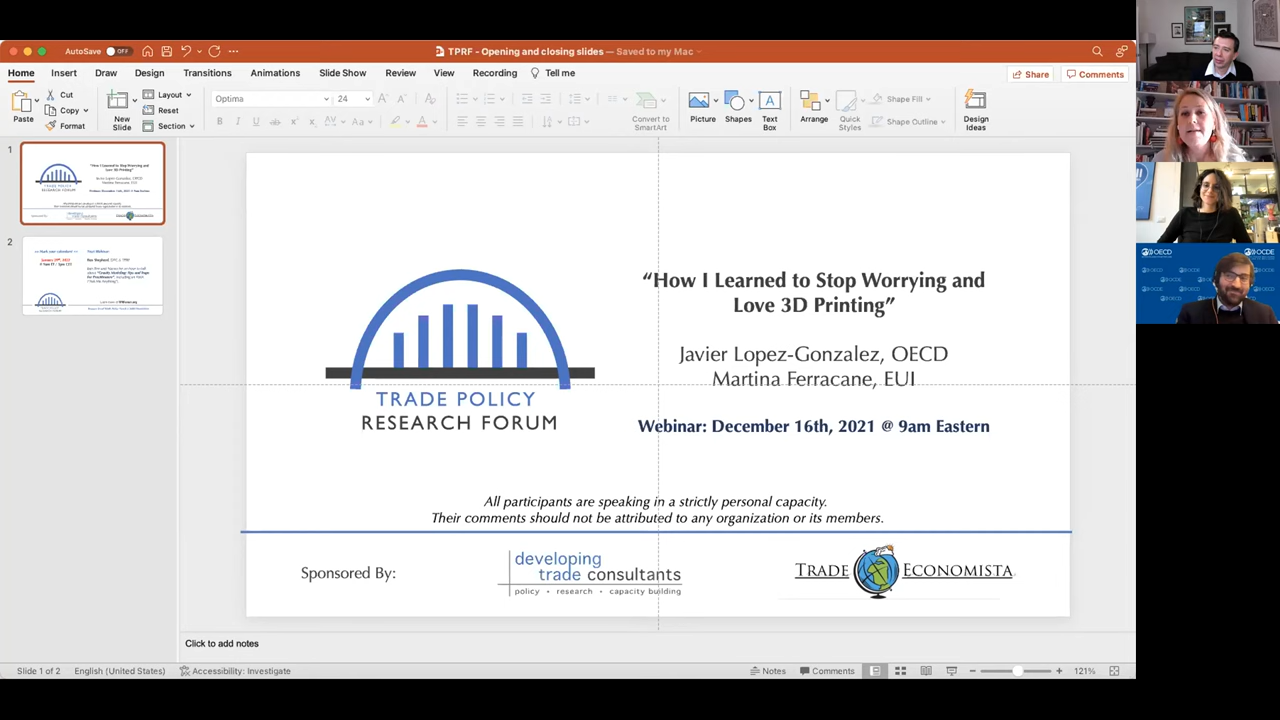 AutoSave
OFF
TPRF - Opening and closing slides — Saved to my Mac
Home Insert Draw Design Transitions Animations Slide Show Review View Recording Tell me
Share
Comments
Paste
Cut
Copy
Format
New
Slide
Layout
Reset
Section
Optima
24
Convert to
SmartArt
Picture
Shapes
Text
Box
Arrange
Quick
Styles
Shape Fill
Shape Outline
Design
Ideas
1
2
TRADE POLICY
RESEARCH FORUM
“How I Learned to Stop Worrying and
Love 3D Printing”
Javier Lopez-Gonzalez, OECD
Martina Ferracane, EUI
Webinar: December 16th, 2021 @ 9am Eastern
All participants are speaking in a strictly personal capacity.
Their comments should not be attributed to any organization or its members.
Sponsored By:
developing
trade consultants
policy • research • capacity building
TRADE ECONOMISTA
Click to add notes
Slide 1 of 2
English (United States)
Accessibility: Investigate
Notes
Comments
121%
OECD
OCDE